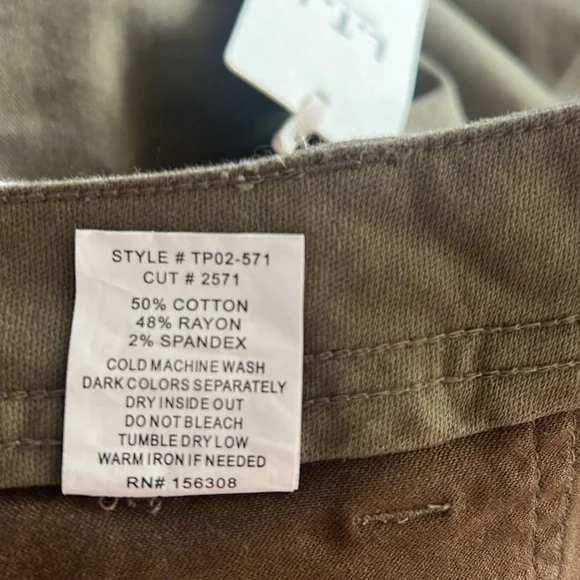 STYLE # TP02-571
CUT # 2571
50% COTTON
48% RAYON
2% SPANDEX
COLD MACHINE WASH
DARK COLORS SEPARATELY
DRY INSIDE OUT
DO NOT BLEACH
TUMBLE DRY LOW
WARM IRON IF NEEDED
RN# 156308